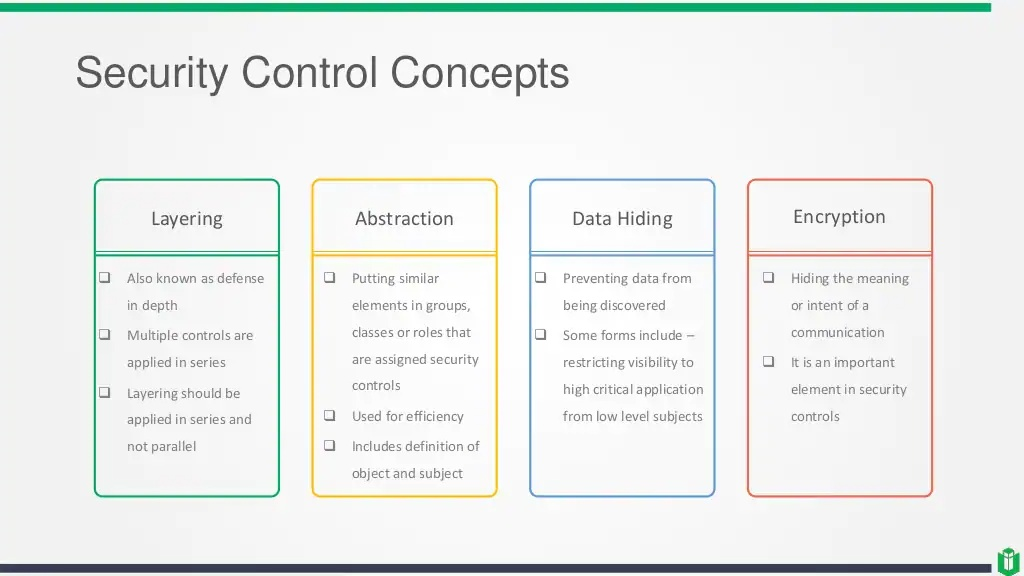 Security Control Concepts
Layering
❑ Also known as defense
in depth
❑ Multiple controls are
applied in series
❑ Layering should be
applied in series and
not parallel
Abstraction
❑ Putting similar
elements in groups,
classes or roles that
are assigned security
controls
❑ Used for efficiency
❑ Includes definition of
object and subject
Data Hiding
❑ Preventing data from
being discovered
❑ Some forms include –
restricting visibility to
high critical application
from low level subjects
Encryption
❑ Hiding the meaning
or intent of a
communication
❑ It is an important
element in security
controls